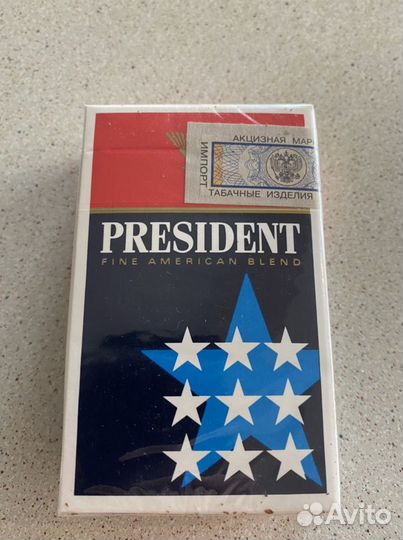 АКЦИЗНАЯ МАР
ИМПОРТ
ТАБАЧНЫЕ ИЗДЕЛИЯ
PRESIDENT
FINE AMERICAN BLEND
Avito